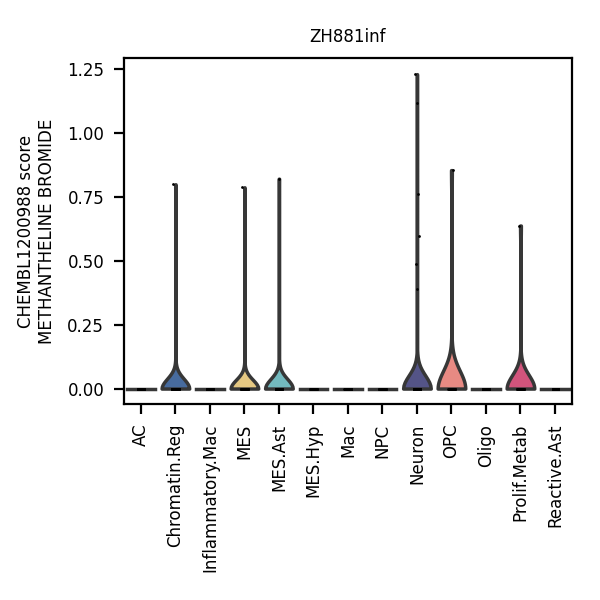 ZH881inf
CHEMBL1200988 score
METHANTHELINE BROMIDE
1.25
1.00
0.75
0.50
0.25
0.00
AC
Chromatin.Reg
Inflammatory.Mac
MES
MES.Ast
MES.Hyp
Mac
NPC
Neuron
OPC
Oligo
Prolif.Metab
Reactive.Ast